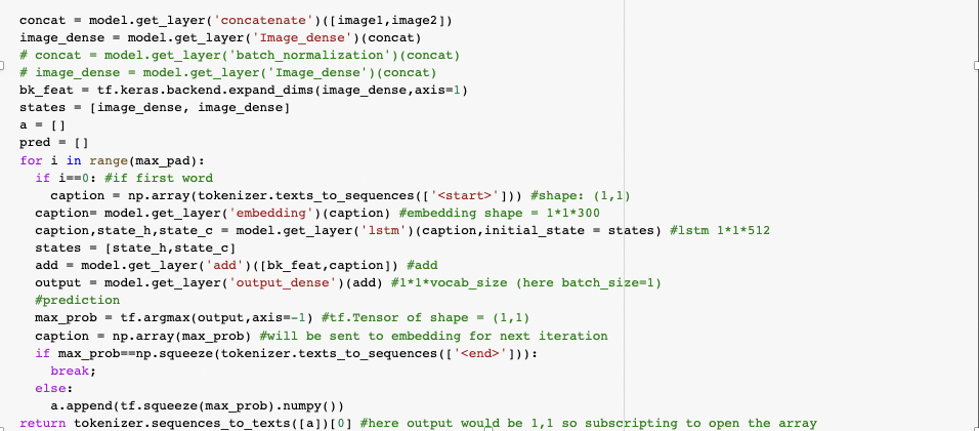 concat = model.get_layer('concatenate')([image1,image2])
image_dense = model.get_layer('Image_dense')(concat)
# concat = model.get_layer('batch_normalization')(concat)
# image_dense = model.get_layer('Image_dense')(concat)
bk_feat = tf.keras.backend.expand_dims(image_dense,axis=1)
states = [image_dense, image_dense]
a = []
pred = []
for i in range(max_pad):
  if i==0: #if first word
    caption = np.array(tokenizer.texts_to_sequences(['<start>'])) #shape: (1,1)
  caption= model.get_layer('embedding')(caption) #embedding shape = 1*1*300
  caption,state_h,state_c = model.get_layer('lstm')(caption,initial_state = states) #lstm 1*1*512
  states = [state_h,state_c]
  add = model.get_layer('add')([bk_feat,caption]) #add
  output = model.get_layer('output_dense')(add) #1*1*vocab_size (here batch_size=1)
  #prediction
  max_prob = tf.argmax(output,axis=-1) #tf.Tensor of shape = (1,1)
  caption = np.array(max_prob) #will be sent to embedding for next iteration
  if max_prob==np.squeeze(tokenizer.texts_to_sequences(['<end>'])):
    break;
  else:
    a.append(tf.squeeze(max_prob).numpy())
return tokenizer.sequences_to_texts([a])[0] #here output would be 1,1 so subscripting to open the array